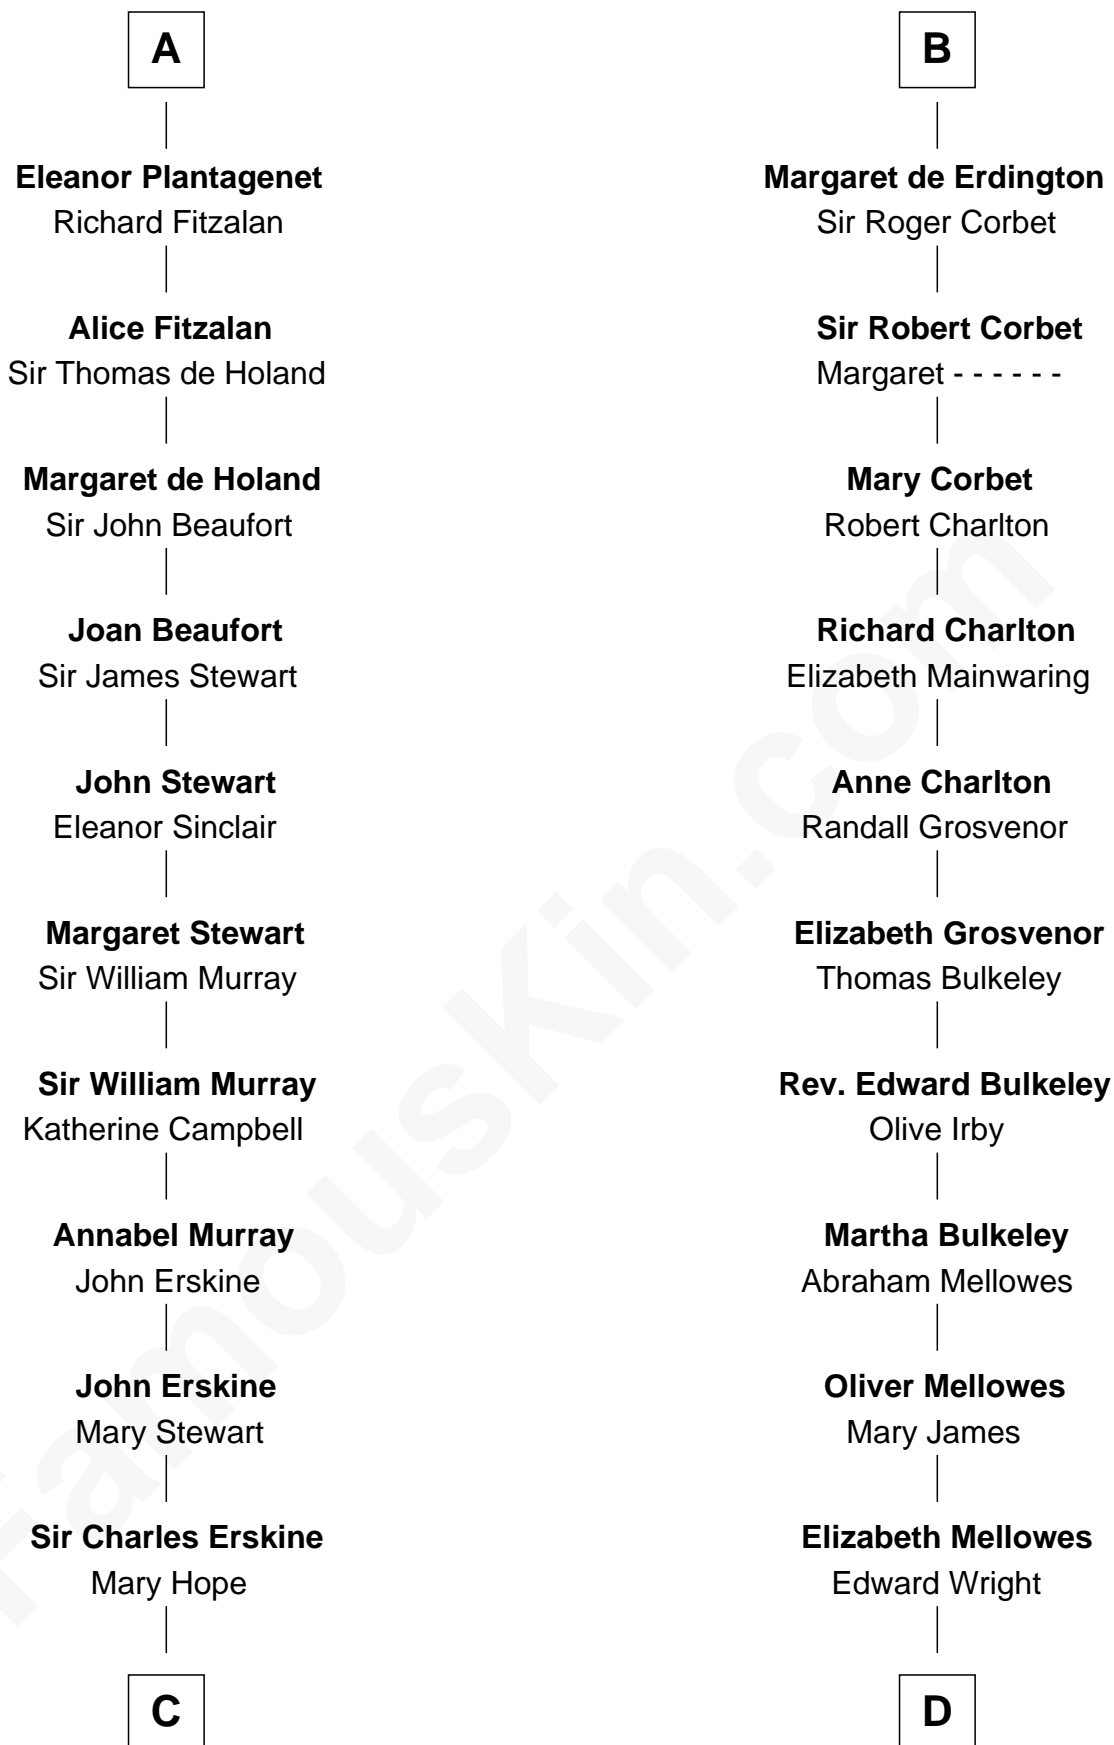 A
Eleanor Plantagenet
Richard Fitzalan
Alice Fitzalan
Sir Thomas de Holand
Margaret de Holand
Sir John Beaufort
Joan Beaufort
Sir James Stewart
John Stewart
Eleanor Sinclair
Margaret Stewart
Sir William Murray
Sir William Murray
Katherine Campbell
Annabel Murray
John Erskine
John Erskine
Mary Stewart
Sir Charles Erskine
Mary Hope
C
B
Margaret de Erdington
Sir Roger Corbet
Sir Robert Corbet
Margaret - - - - - -
Mary Corbet
Robert Charlton
Richard Charlton
Elizabeth Mainwaring
Anne Charlton
Randall Grosvenor
Elizabeth Grosvenor
Thomas Bulkeley
Rev. Edward Bulkeley
Olive Irby
Martha Bulkeley
Abraham Mellowes
Oliver Mellowes
Mary James
Elizabeth Mellowes
Edward Wright
D
FamousKin.com